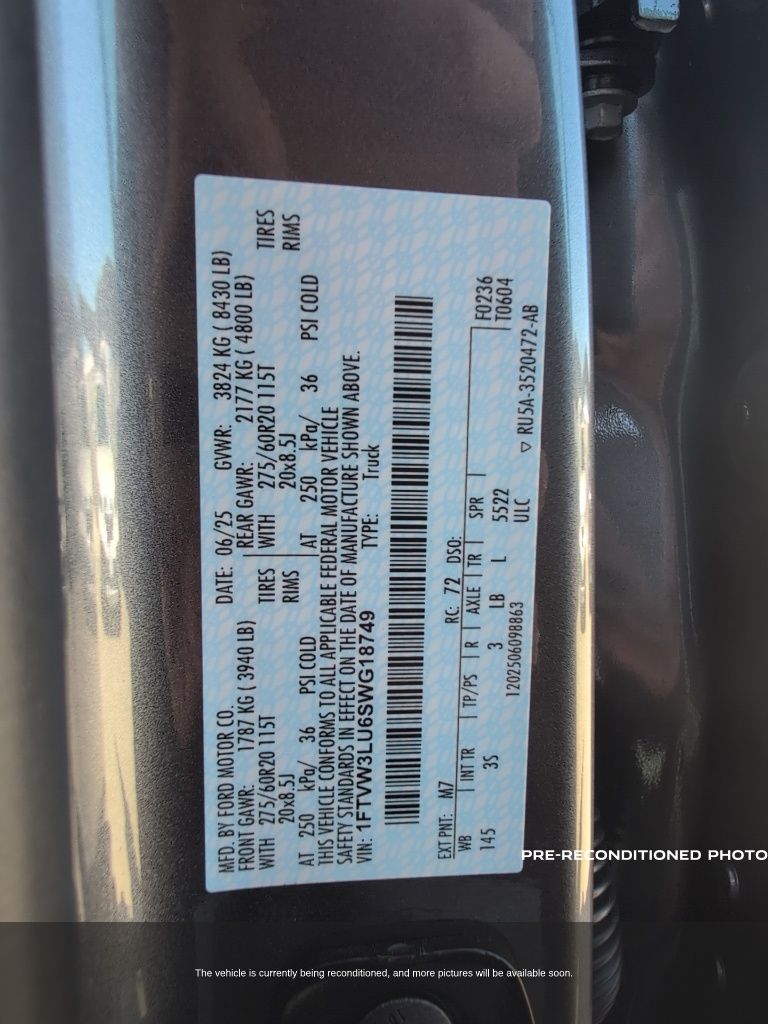 MFD. BY FORD MOTOR CO.
DATE: 06/25 GVWR: 3824 KG ( 8430 LB)
FRONT GAWR: 1787 KG ( 3940 LB)
REAR GAWR: 2177 KG ( 4800 LB)
WITH 275/60R20 115T TIRES
WITH 275/60R20 115T TIRES
20x8.5J RIMS
20x8.5J RIMS
AT 250 kPa/ 36 PSI COLD
AT 250 kPa/ 36 PSI COLD
THIS VEHICLE CONFORMS TO ALL APPLICABLE FEDERAL MOTOR VEHICLE
SAFETY STANDARDS IN EFFECT ON THE DATE OF MANUFACTURE SHOWN ABOVE.
VIN: 1FTVW3LU6SWG18749 TYPE: Truck
EXT PNT: M7 RC: 72 DSO:
WB INT TR TP/PS R AXLE TR SPR F0236
145 3S 3 LB L 5522 T0604
1202506098863 ULC
▽ RU5A-3520472-AB
PRE-RECONDITIONED PHOTO
The vehicle is currently being reconditioned, and more pictures will be available soon.